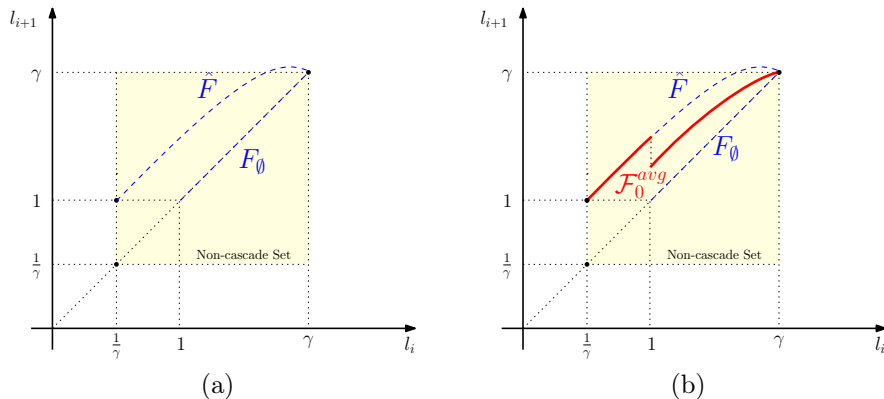 l_{i+1}
γ
F̂
F_∅
1
1/γ
Non-cascade Set
1/γ
1
γ
l_i
(a)
l_{i+1}
γ
F̂
F_∅
ℱ_0^{avg}
1
1/γ
Non-cascade Set
1/γ
1
γ
l_i
(b)